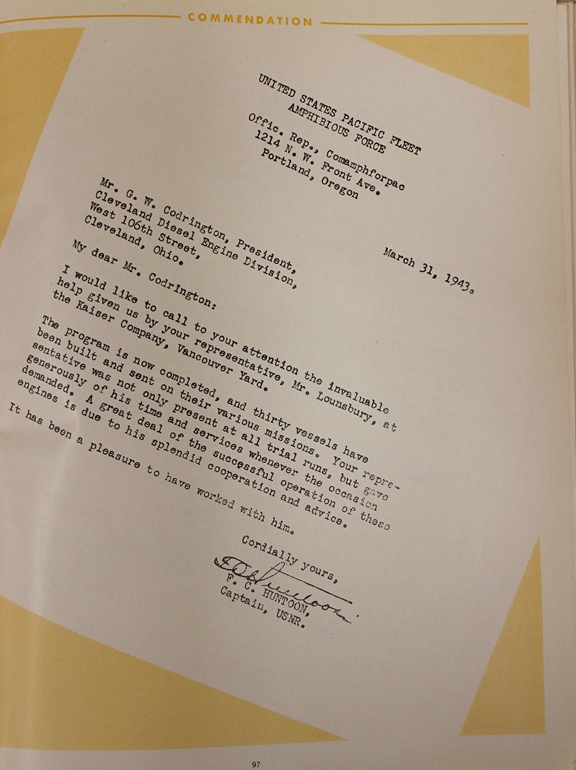 COMMENDATION
UNITED STATES PACIFIC FLEET
AMPHIBIOUS FORCE
Offic. Rep., Comamphforpac
1214 N. W. Front Ave.
Portland, Oregon
March 31, 1943.
Mr. G. W. Codrington, President,
Cleveland Diesel Engine Division,
West 106th Street,
Cleveland, Ohio.
My dear Mr. Codrington:
I would like to call to your attention the invaluable
help given us by your representative, Mr. Lounsbury, at
the Kaiser Company, Vancouver Yard.
The program is now completed, and thirty vessels have
been built and sent on their various missions. Your repre-
sentative was not only present at all trial runs, but gave
generously of his time and services whenever the occasion
demanded. A great deal of the successful operation of these
engines is due to his splendid cooperation and advice.
It has been a pleasure to have worked with him.
Cordially yours,
F. C. HUNTOON,
Captain, USNR.
97